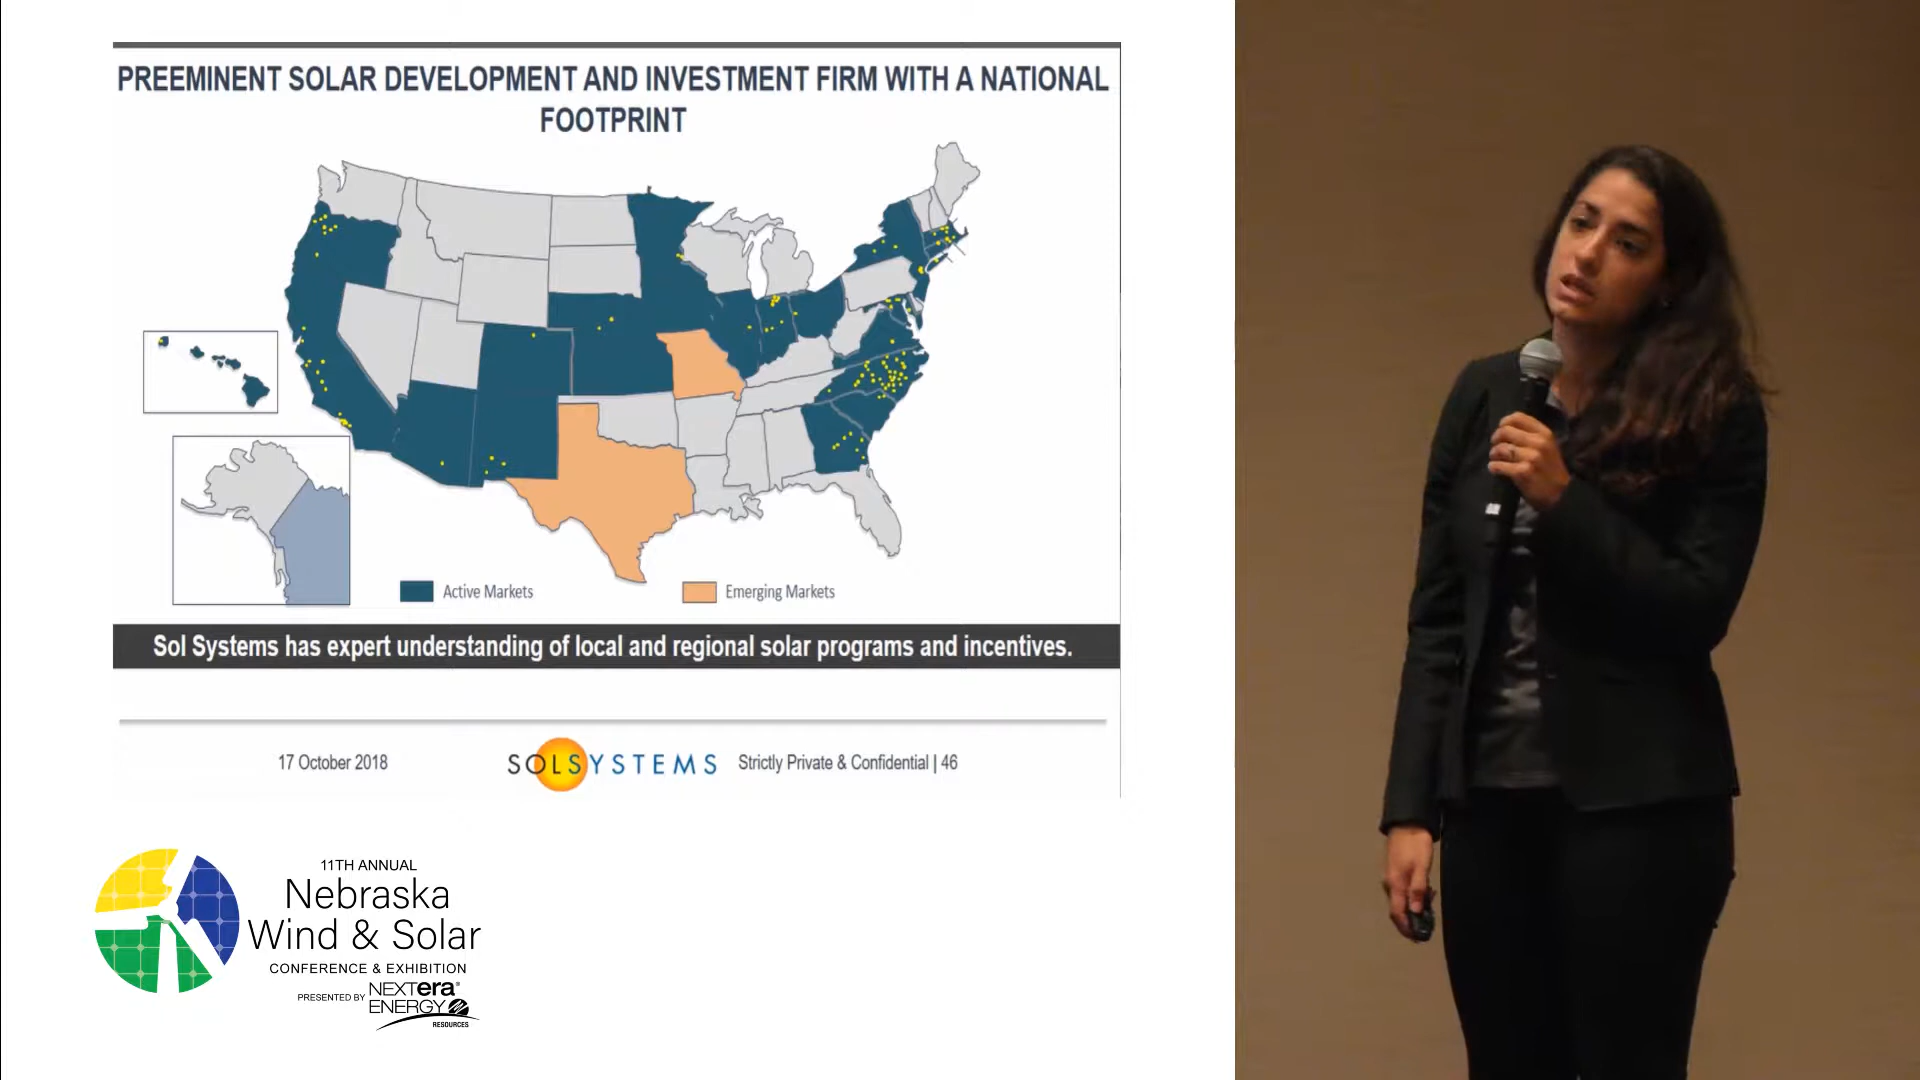 PREEMINENT SOLAR DEVELOPMENT AND INVESTMENT FIRM WITH A NATIONAL
FOOTPRINT
Active Markets
Emerging Markets
Sol Systems has expert understanding of local and regional solar programs and incentives.
17 October 2018
SOLSYSTEMS
Strictly Private & Confidential | 46
11TH ANNUAL
Nebraska
Wind & Solar
CONFERENCE & EXHIBITION
PRESENTED BY
NEXTera®
ENERGY
RESOURCES